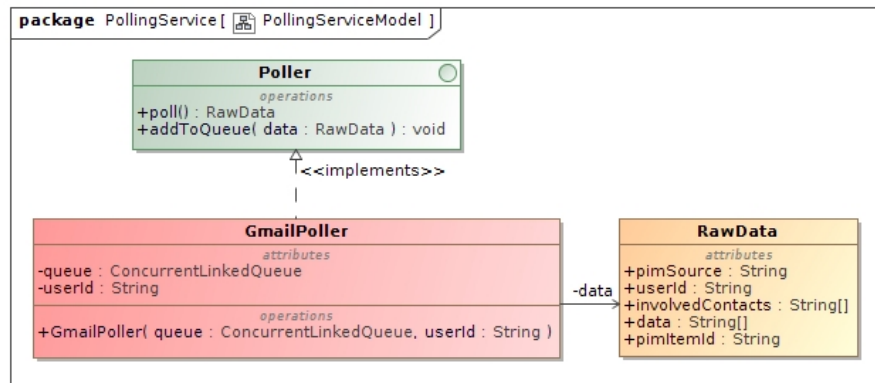 package PollingService[ PollingServiceModel ]
Poller
operations
+poll() : RawData
+addToQueue( data : RawData ) : void
<<implements>>
GmailPoller
attributes
-queue : ConcurrentLinkedQueue
-userId : String
operations
+GmailPoller( queue : ConcurrentLinkedQueue, userId : String )
-data
RawData
attributes
+pimSource : String
+userId : String
+involvedContacts : String[]
+data : String[]
+pimItemId : String